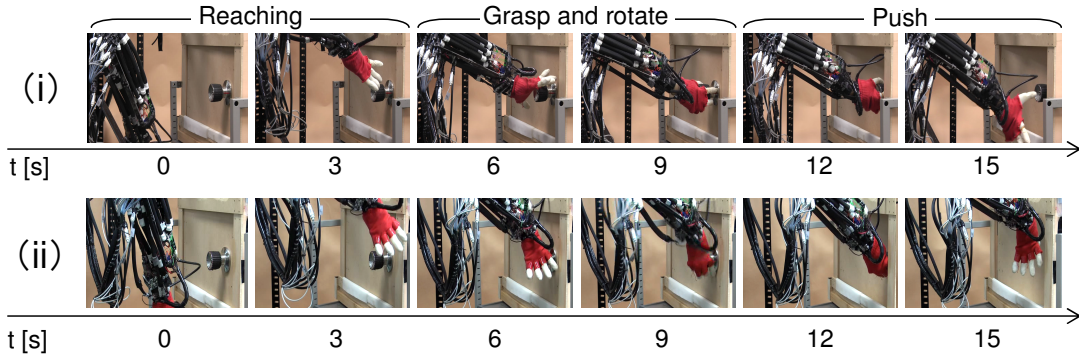 Reaching Grasp and rotate Push
(i)
t [s] 0 3 6 9 12 15
(ii)
t [s] 0 3 6 9 12 15